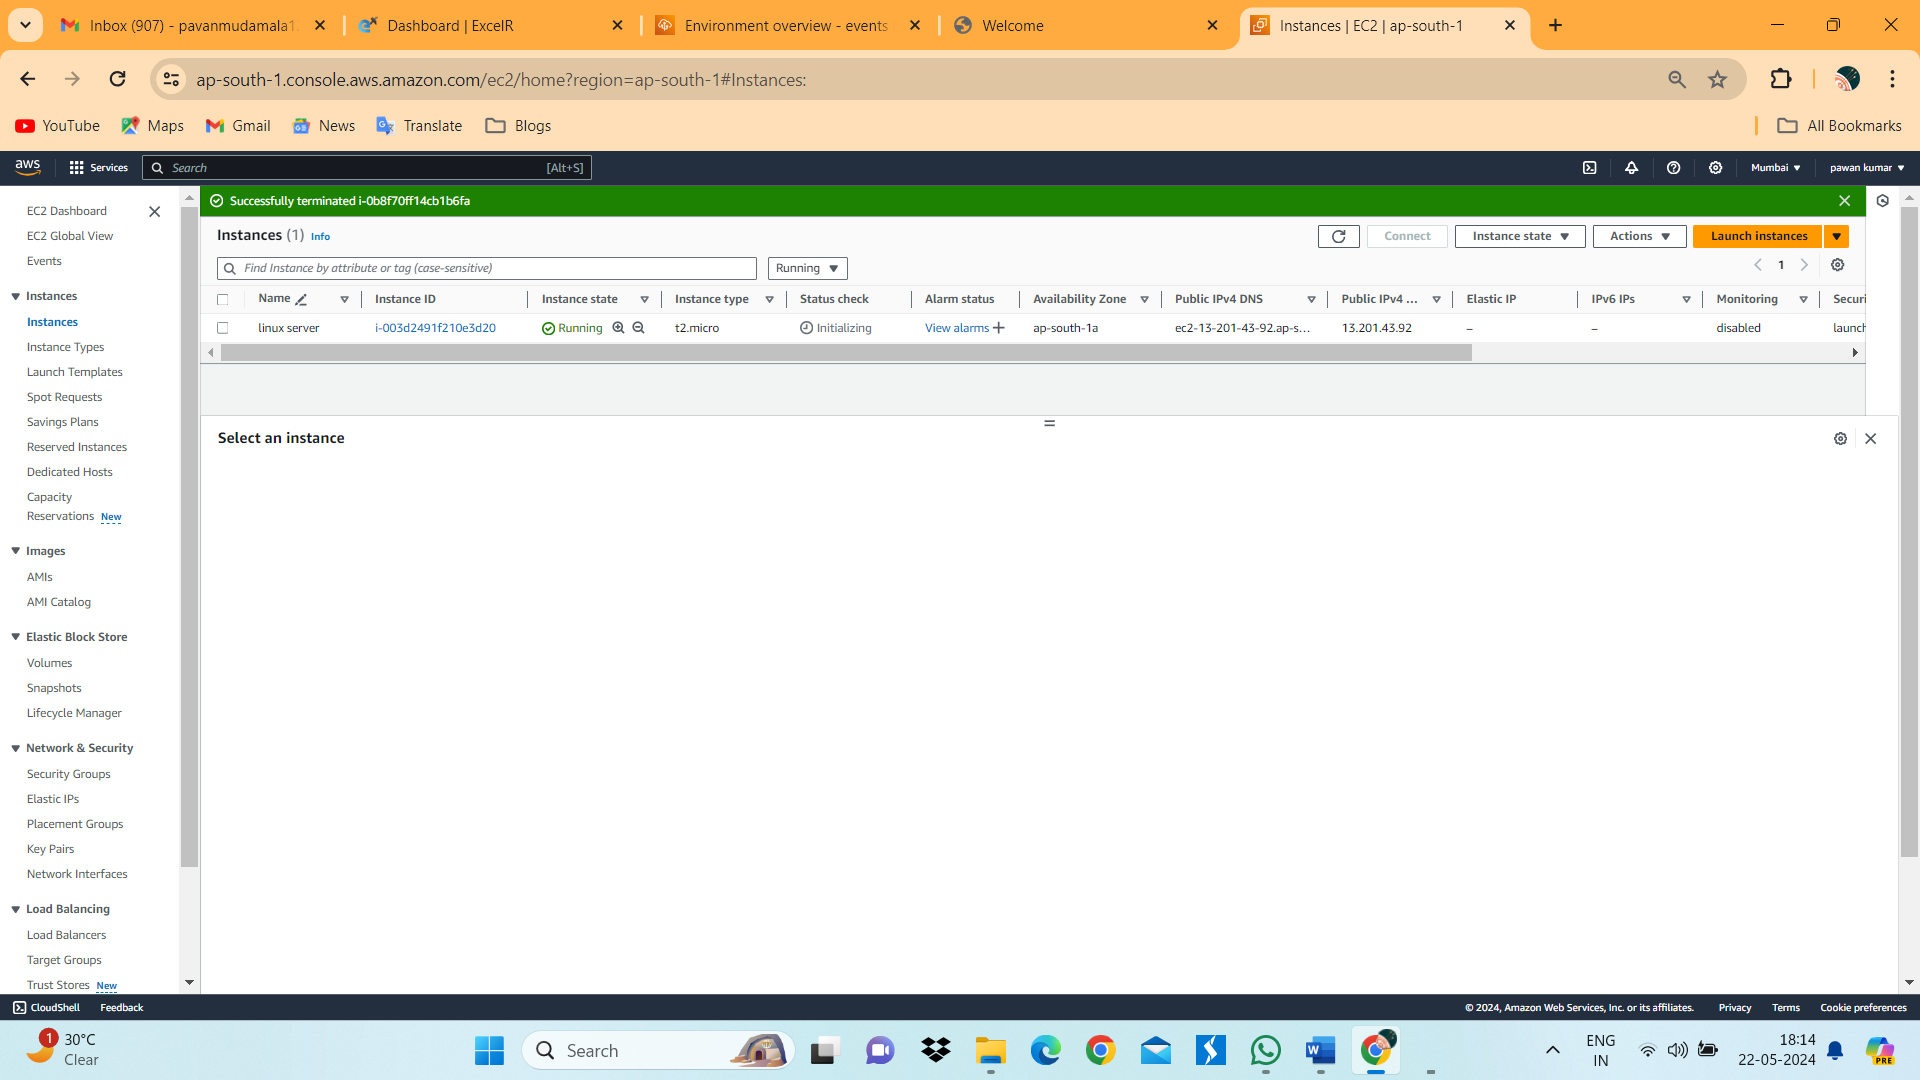 Inbox (907) - pavanmudamala1
Dashboard | ExcelR
Environment overview - events
Welcome
Instances | EC2 | ap-south-1
ap-south-1.console.aws.amazon.com/ec2/home?region=ap-south-1#Instances:
YouTube Maps Gmail News Translate Blogs All Bookmarks
aws Services Search [Alt+S] Mumbai pawan kumar
EC2 Dashboard
EC2 Global View
Events
Instances
Instances
Instance Types
Launch Templates
Spot Requests
Savings Plans
Reserved Instances
Dedicated Hosts
Capacity
Reservations New
Images
AMIs
AMI Catalog
Elastic Block Store
Volumes
Snapshots
Lifecycle Manager
Network & Security
Security Groups
Elastic IPs
Placement Groups
Key Pairs
Network Interfaces
Load Balancing
Load Balancers
Target Groups
Trust Stores New
Successfully terminated i-0b8f70ff14cb1b6fa
Instances (1) Info Connect Instance state Actions Launch instances
Find Instance by attribute or tag (case-sensitive) Running 1
Name Instance ID Instance state Instance type Status check Alarm status Availability Zone Public IPv4 DNS Public IPv4 ... Elastic IP IPv6 IPs Monitoring Securi
linux server i-003d2491f210e3d20 Running t2.micro Initializing View alarms + ap-south-1a ec2-13-201-43-92.ap-s... 13.201.43.92 – – disabled launch
Select an instance
CloudShell Feedback © 2024, Amazon Web Services, Inc. or its affiliates. Privacy Terms Cookie preferences
1
30°C
Clear
Search
PRE
ENG
IN
18:14
22-05-2024